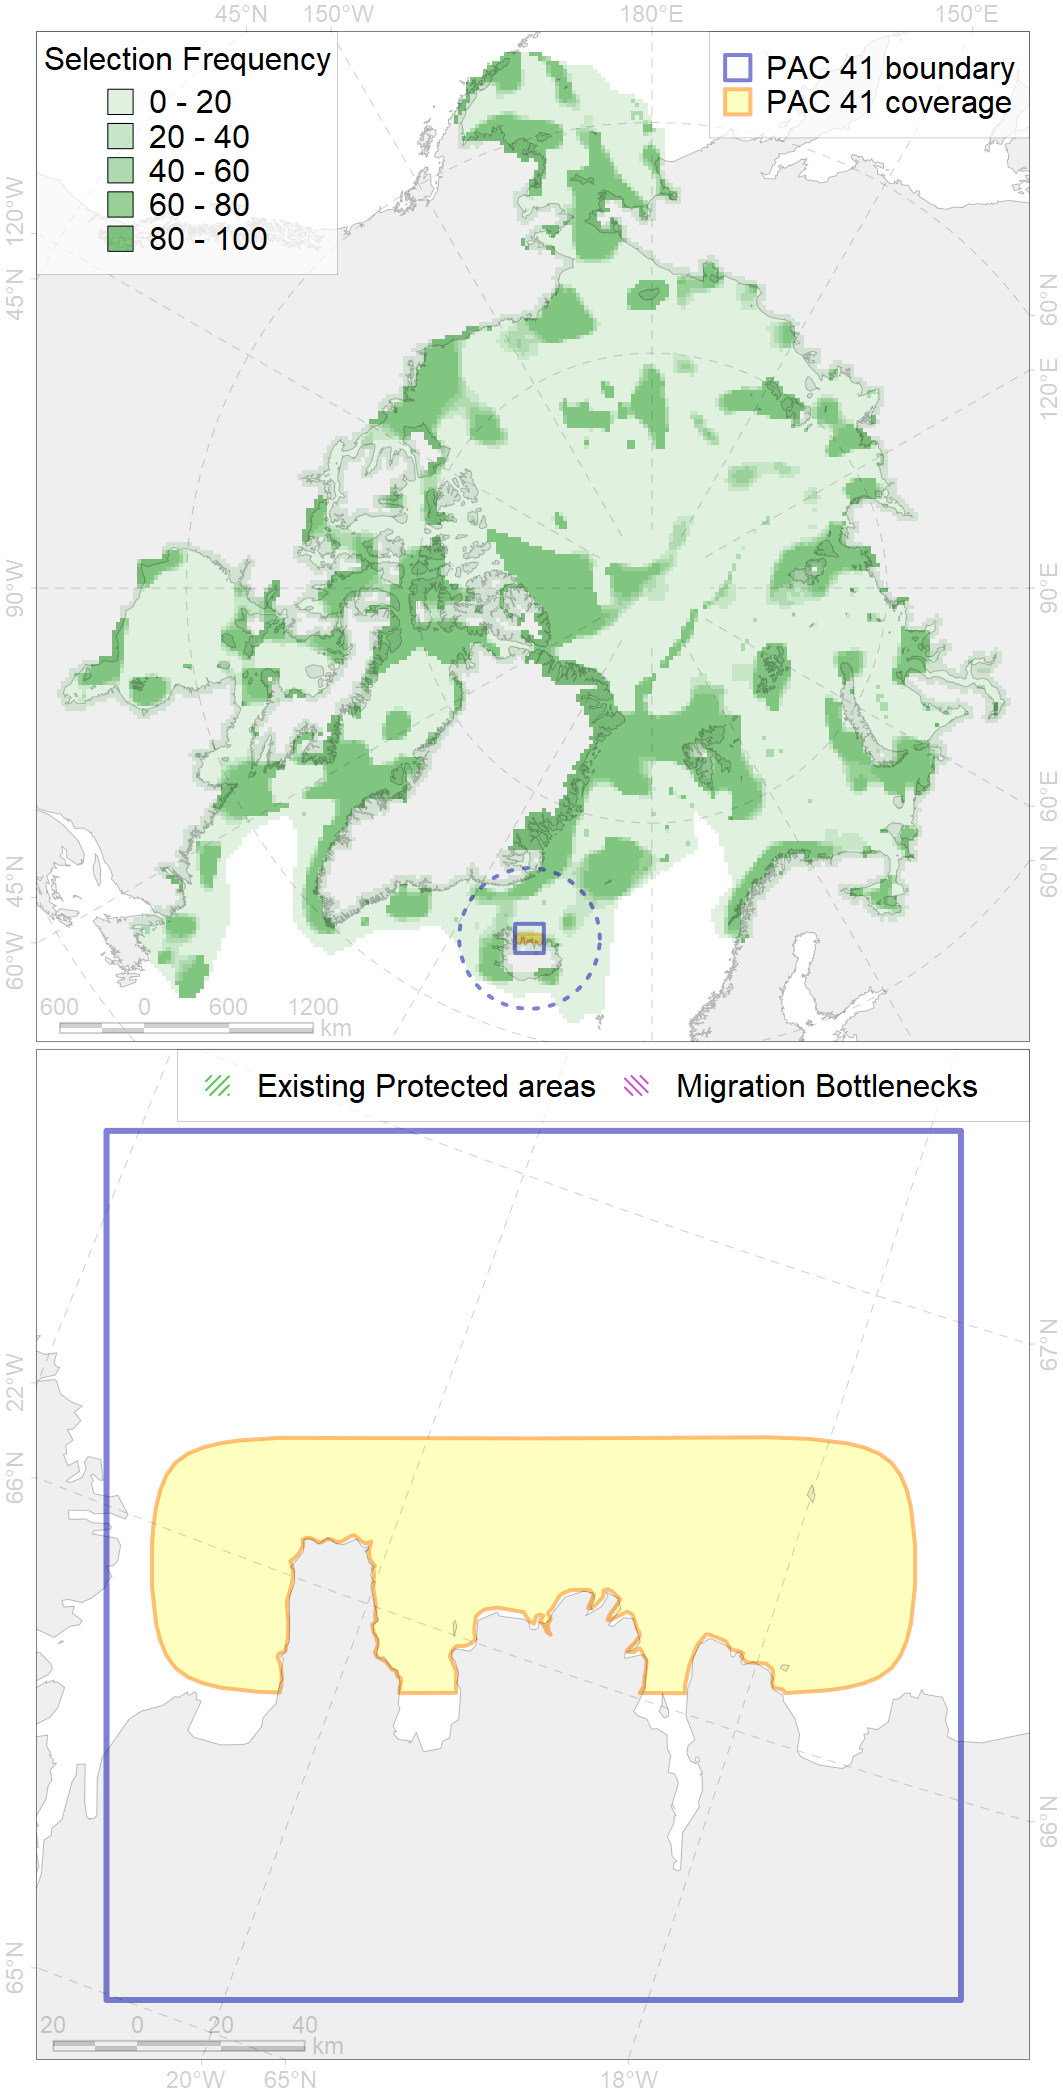 45°N 150°W 180°E 150°E
Selection Frequency
0 - 20
20 - 40
40 - 60
60 - 80
80 - 100
PAC 41 boundary
PAC 41 coverage
120°W
45°N
90°W
45°N
60°W
60°N
120°E
90°E
60°E
60°N
600 0 600 1200
km
Existing Protected areas Migration Bottlenecks
22°W
66°N
65°N
67°N
66°N
20 0 20 40
km
20°W 65°N 18°W